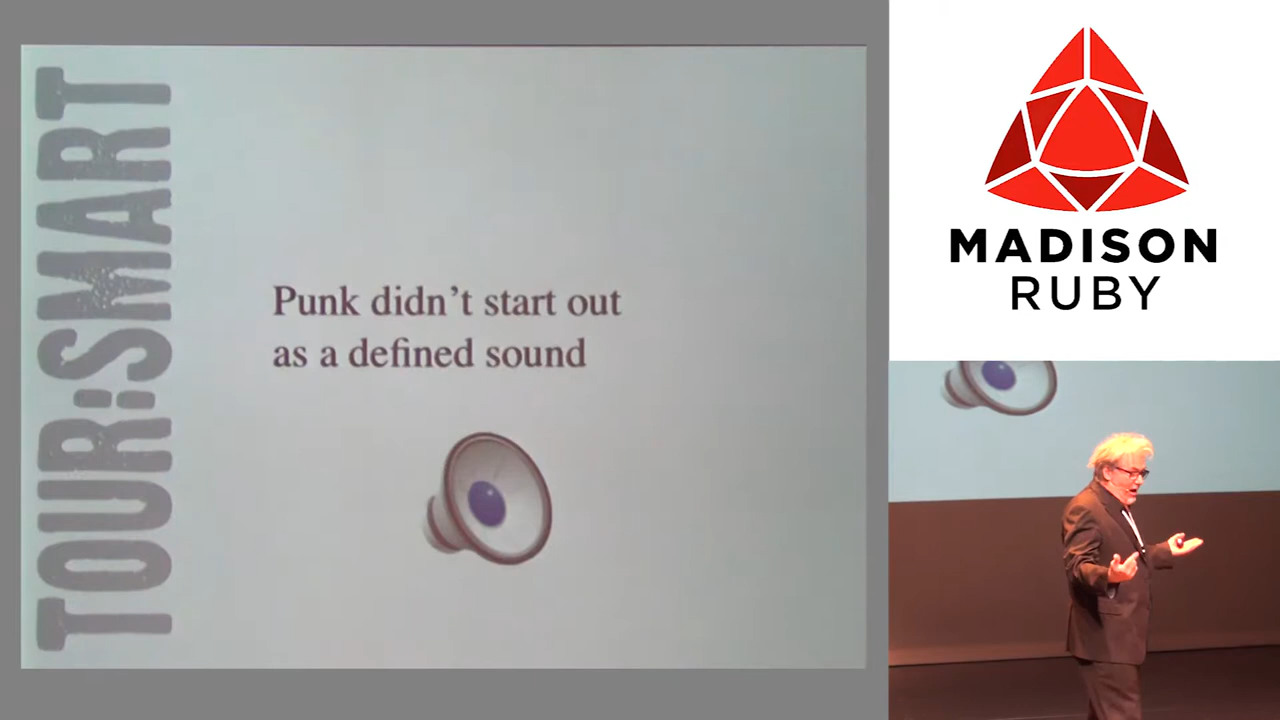 TOUR:SMART
Punk didn't start out
as a defined sound
MADISON
RUBY